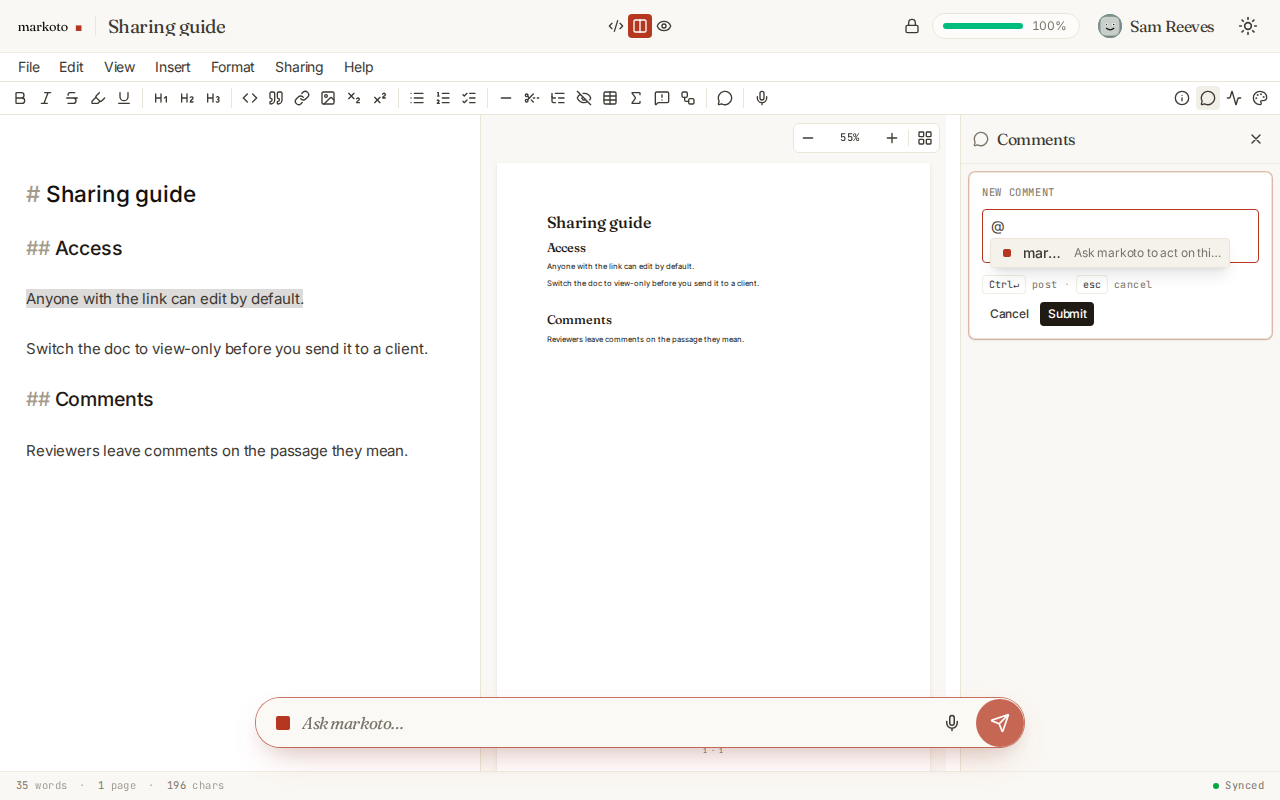 markoto
Sharing guide
100%
Sam Reeves
File Edit View Insert Format Sharing Help
H1 H2 H3
# Sharing guide
## Access
Anyone with the link can edit by default.
Switch the doc to view-only before you send it to a client.
## Comments
Reviewers leave comments on the passage they mean.
55%
Sharing guide
Access
Anyone with the link can edit by default.
Switch the doc to view-only before you send it to a client.
Comments
Reviewers leave comments on the passage they mean.
1 · 1
Comments
NEW COMMENT
@
mar... Ask markoto to act on thi...
Ctrl↵ post · esc cancel
Cancel Submit
Ask markoto...
35 words · 1 page · 196 chars
Synced